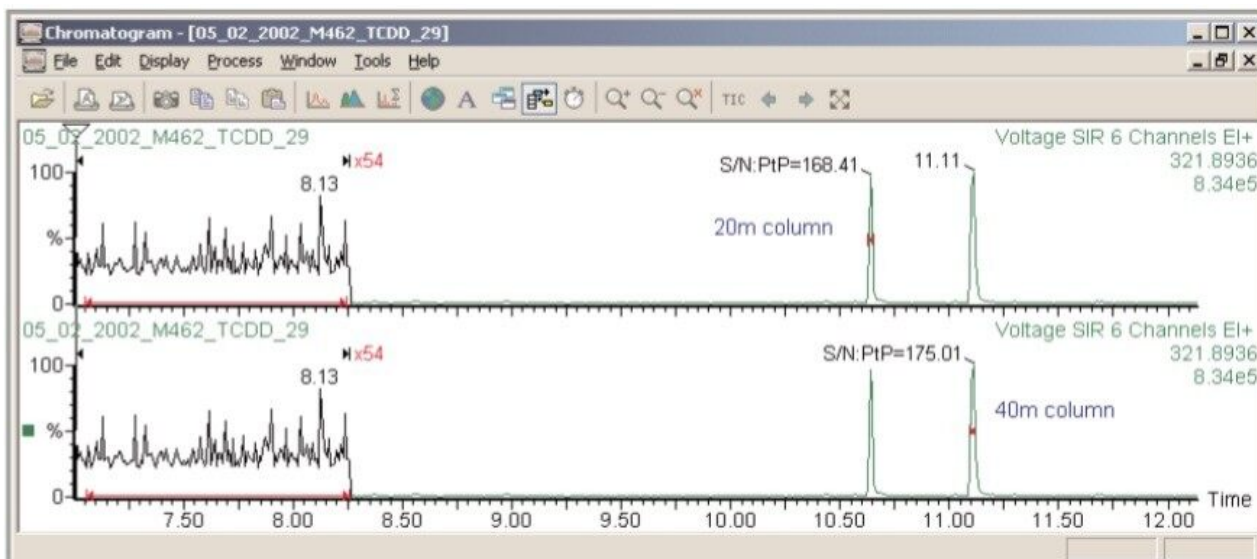 Chromatogram - [05_02_2002_M462_TCDD_29]
File Edit Display Process Window Tools Help
TIC
05_02_2002_M462_TCDD_29 Voltage SIR 6 Channels EI+
x54 S/N:PtP=168.41 11.11 321.8936
100 8.13 8.34e5
20m column
%
0
05_02_2002_M462_TCDD_29 Voltage SIR 6 Channels EI+
x54 S/N:PtP=175.01 321.8936
100 8.13 8.34e5
40m column
%
0 Time
7.50 8.00 8.50 9.00 9.50 10.00 10.50 11.00 11.50 12.00